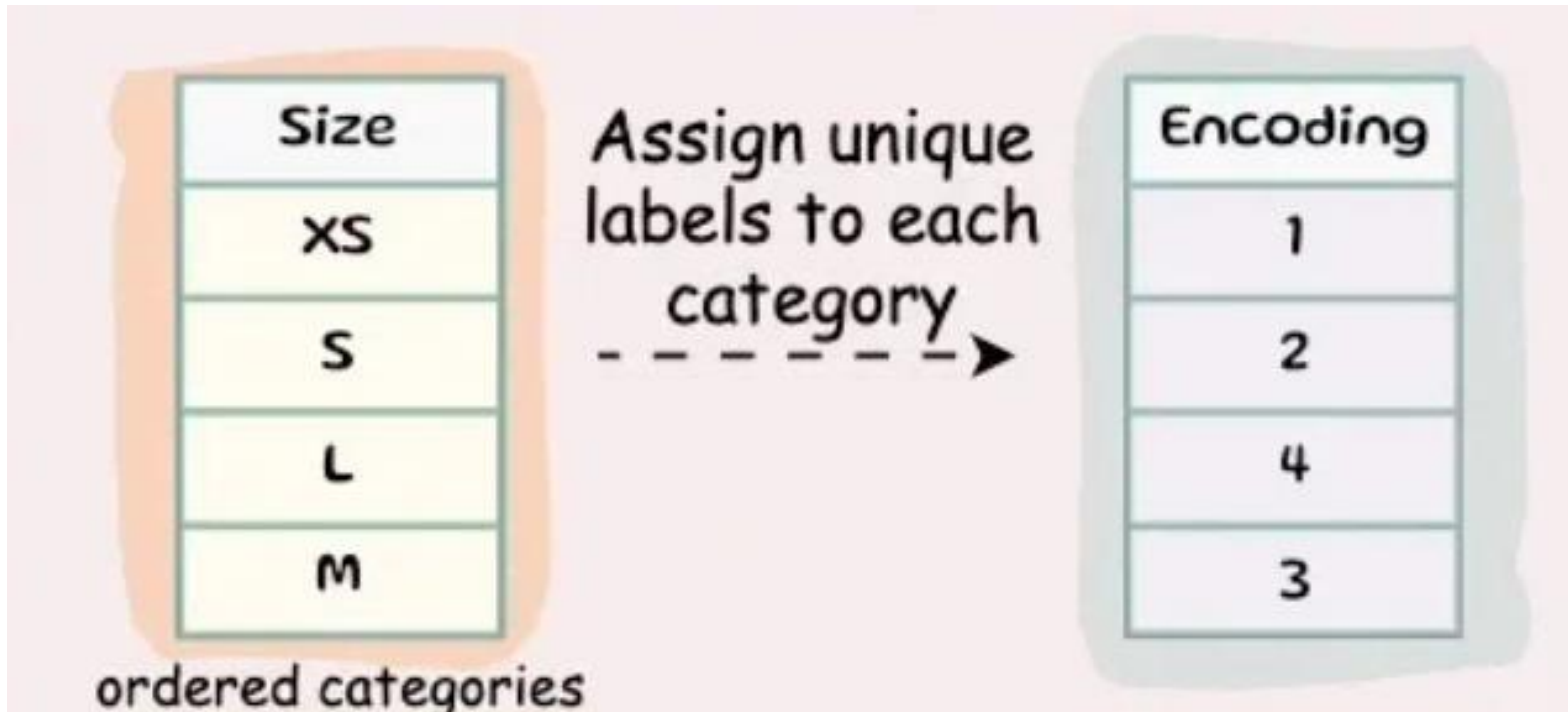 Size
XS
S
L
M
ordered categories
Assign unique
labels to each
category
Encoding
1
2
4
3